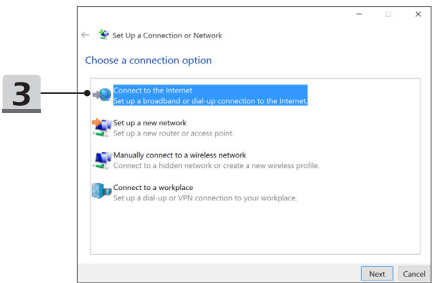 Set Up a Connection or Network
Choose a connection option
3
Connect to the Internet
Set up a broadband or dial-up connection to the Internet.
Set up a new network
Set up a new router or access point.
Manually connect to a wireless network
Connect to a hidden network or create a new wireless profile.
Connect to a workplace
Set up a dial-up or VPN connection to your workplace.
Next Cancel